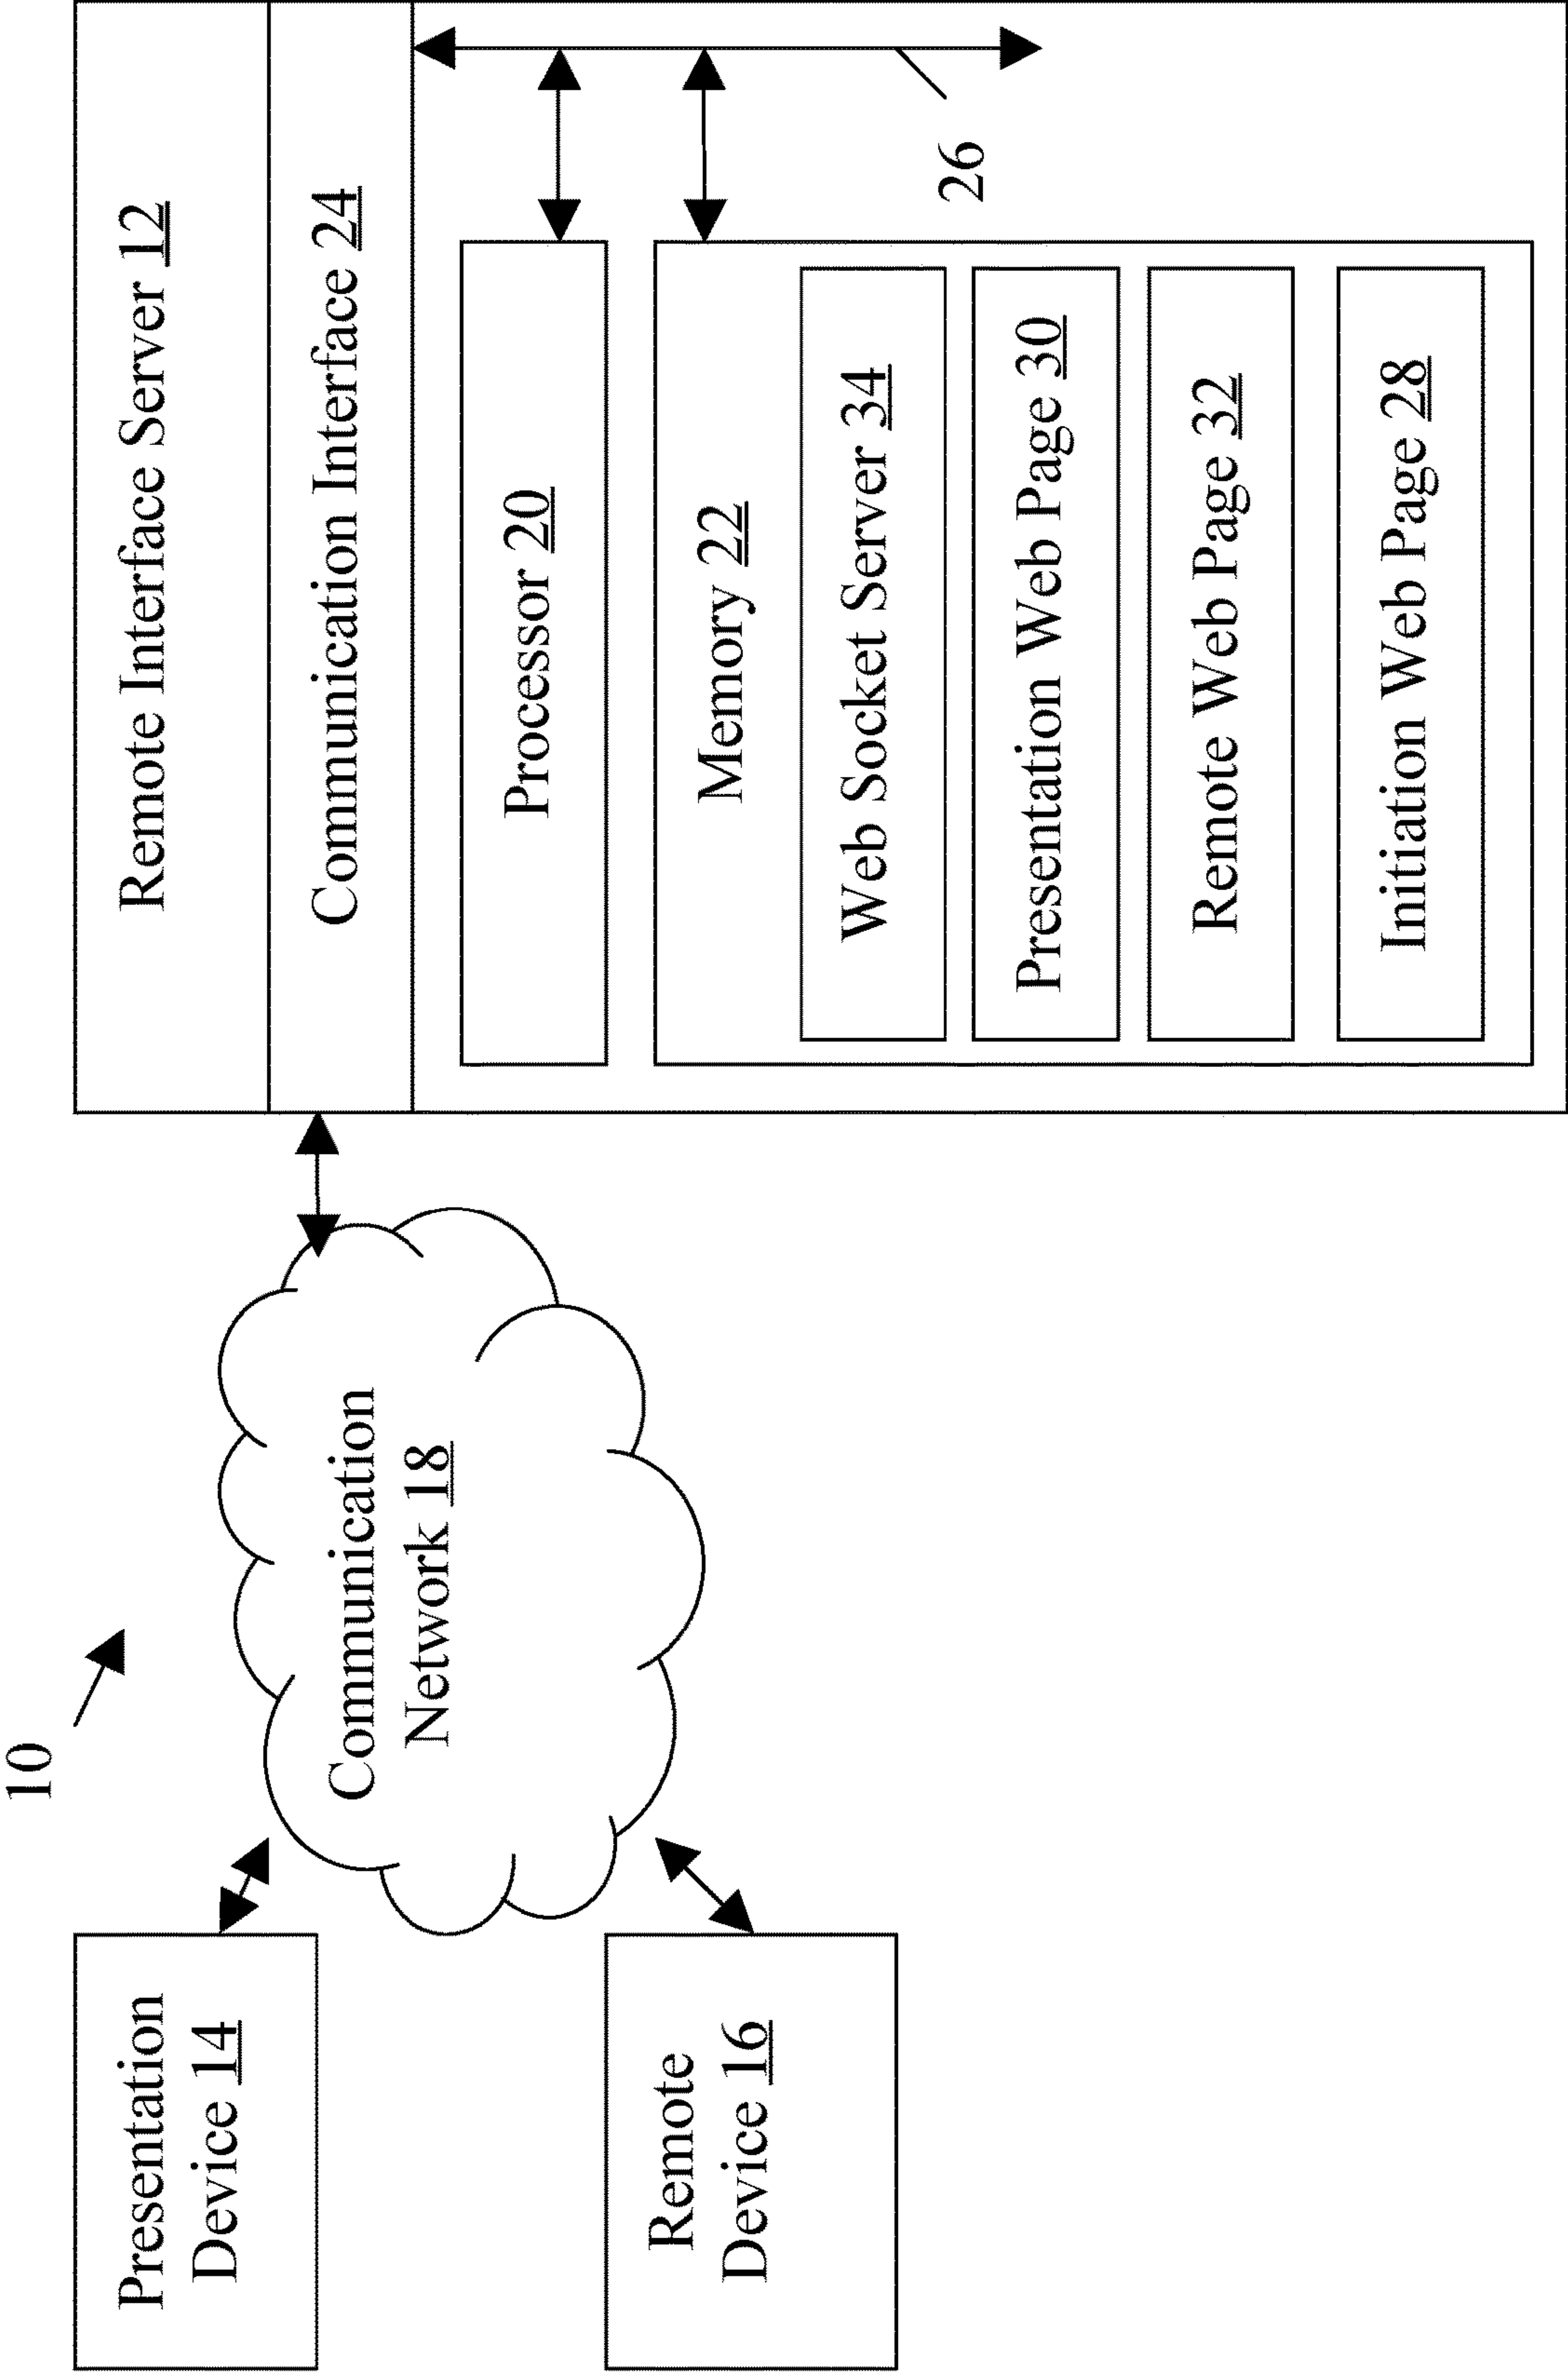 10
Presentation
Device 14
Remote
Device 16
Communication
Network 18
Remote Interface Server 12
Communication Interface 24
Processor 20
Memory 22
Web Socket Server 34
Presentation Web Page 30
Remote Web Page 32
Initiation Web Page 28
26